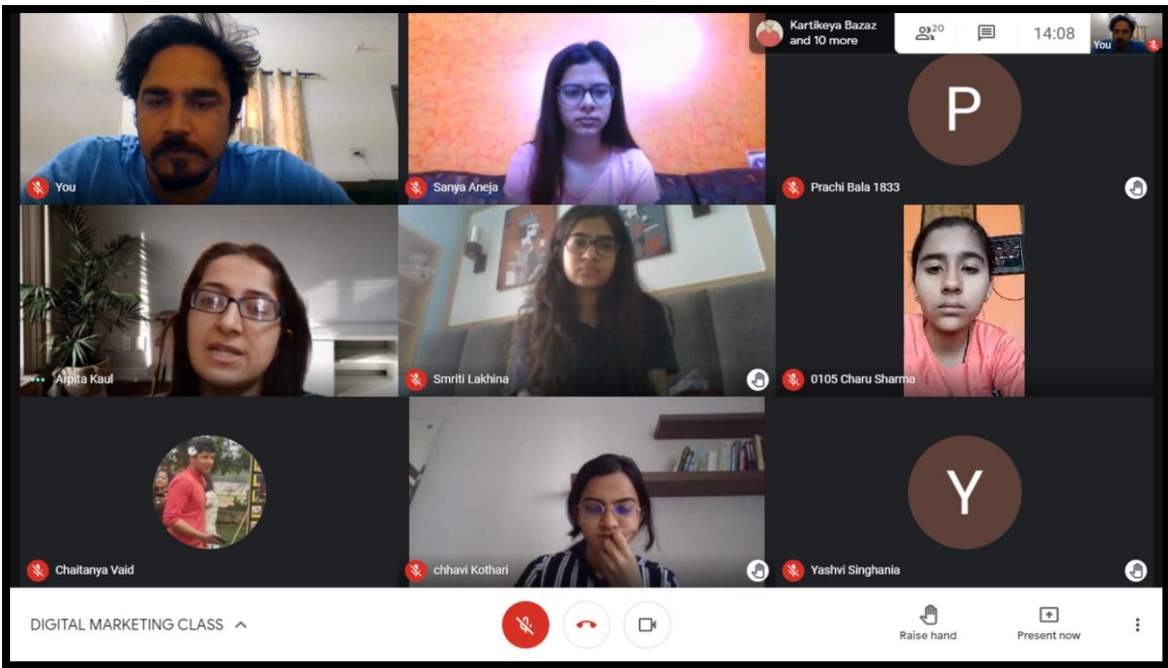 Kartikeya Bazaz
and 10 more
20
14:08
You
You
Sanya Aneja
P
Prachi Bala 1833
Arpita Kaul
Smriti Lakhina
0105 Charu Sharma
Chaitanya Vaid
chhavi Kothari
Y
Yashvi Singhania
DIGITAL MARKETING CLASS
Raise hand
Present now